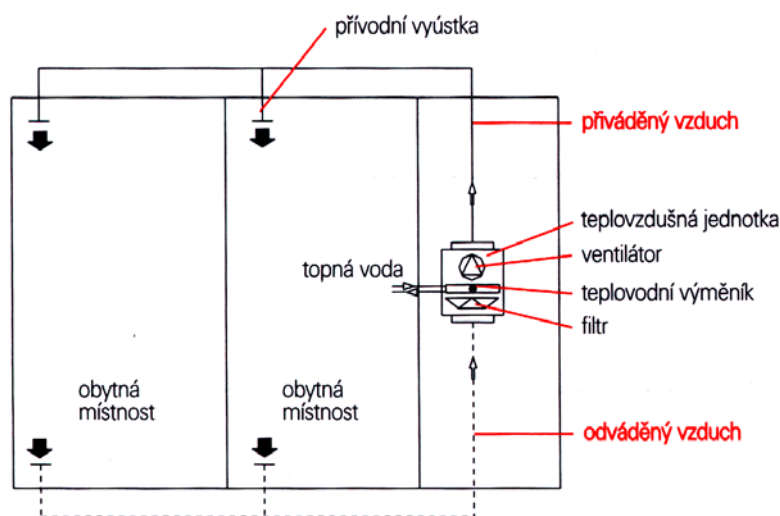 přívodní vyústka
přiváděný vzduch
teplovzdušná jednotka
ventilátor
topná voda
teplovodní výměník
filtr
obytná
místnost
obytná
místnost
odváděný vzduch